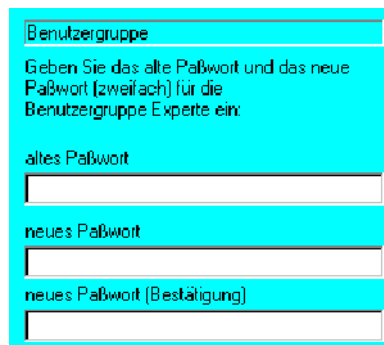 Benutzergruppe
Geben Sie das alte Paßwort und das neue
Paßwort (zweifach) für die
Benutzergruppe Experte ein:
altes Paßwort
neues Paßwort
neues Paßwort (Bestätigung)